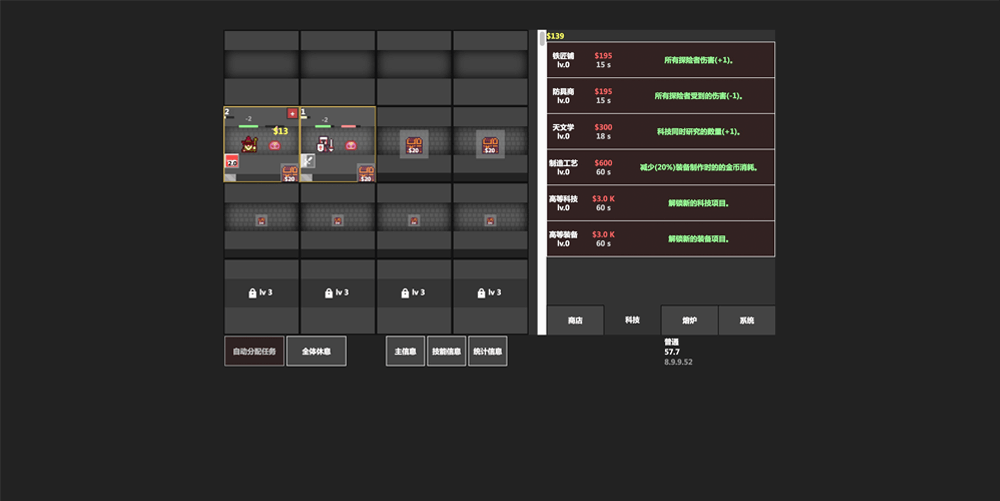 $139
铁匠铺 $195 所有探险者伤害(+1)。
lv.0 15 s
防具商 $195 所有探险者受到的伤害(-1)。
lv.0 15 s
天文学 $300 科技同时研究的数量(+1)。
lv.0 18 s
制造工艺 $600 减少(20%)装备制作时的的金币消耗。
lv.0 60 s
高等科技 $3.0 K 解锁新的科技项目。
lv.0 60 s
高等装备 $3.0 K 解锁新的装备项目。
lv.0 60 s
商店 科技 熔炉 系统
2
-2
$13
2.0
$20
1
-2
$20
$20
$20
lv 3
lv 3
lv 3
lv 3
自动分配任务 全体休息 主信息 技能信息 统计信息
普通
57.7
8.9.9.52